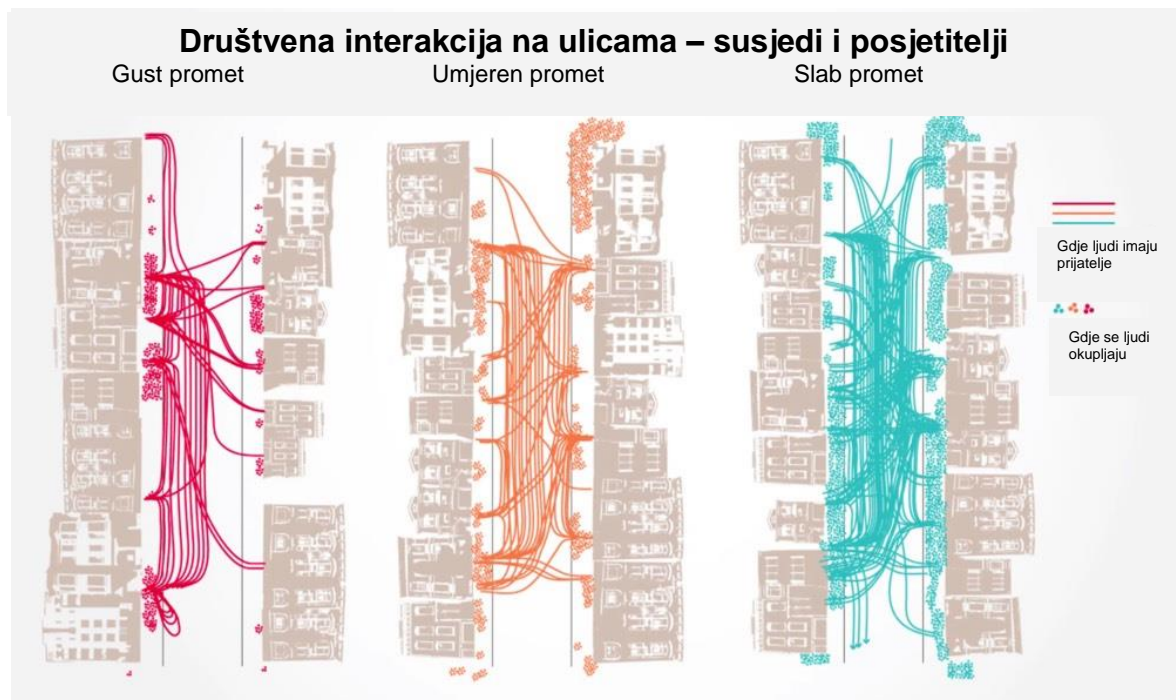 Društvena interakcija na ulicama – susjedi i posjetitelji
Gust promet
Umjeren promet
Slab promet
Gdje ljudi imaju
prijatelje
Gdje se ljudi
okupljaju